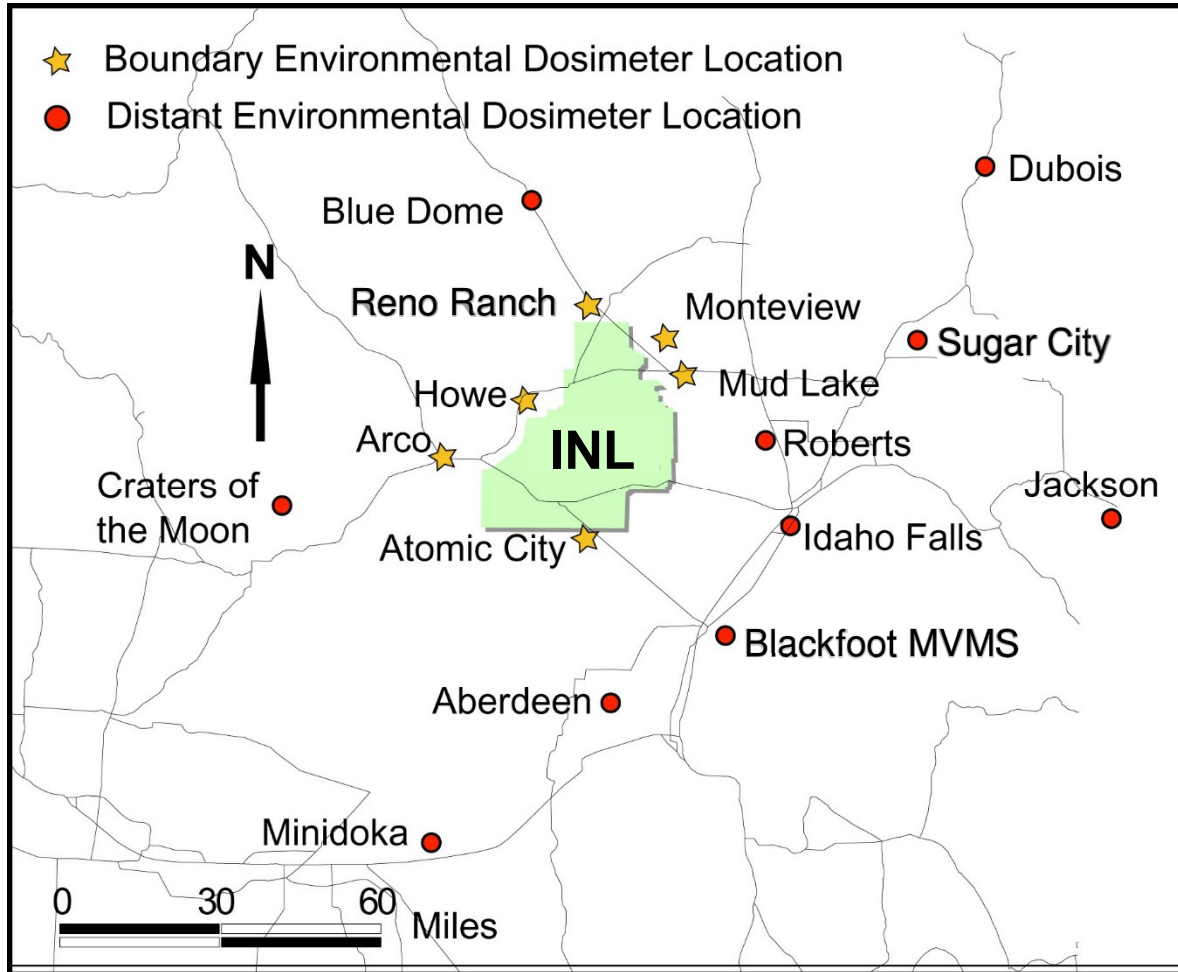 Boundary Environmental Dosimeter Location
Distant Environmental Dosimeter Location
Dubois
Blue Dome
N
Reno Ranch
Monteview
Sugar City
Mud Lake
Howe
Arco
INL
Roberts
Craters of
the Moon
Jackson
Idaho Falls
Atomic City
Blackfoot MVMS
Aberdeen
Minidoka
0 30 60
Miles